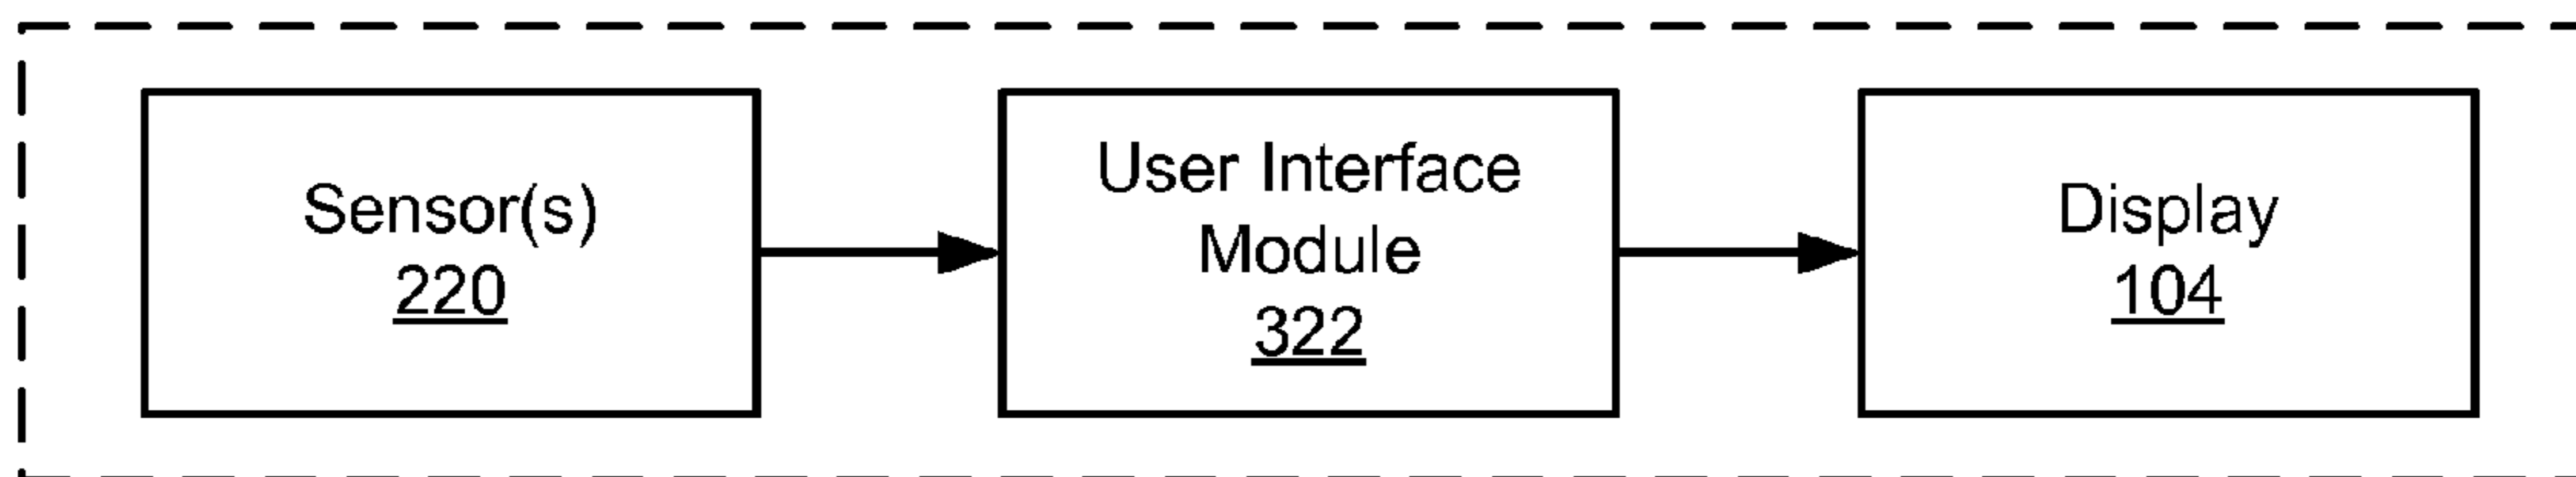 Sensor(s)
220
User Interface
Module
322
Display
104